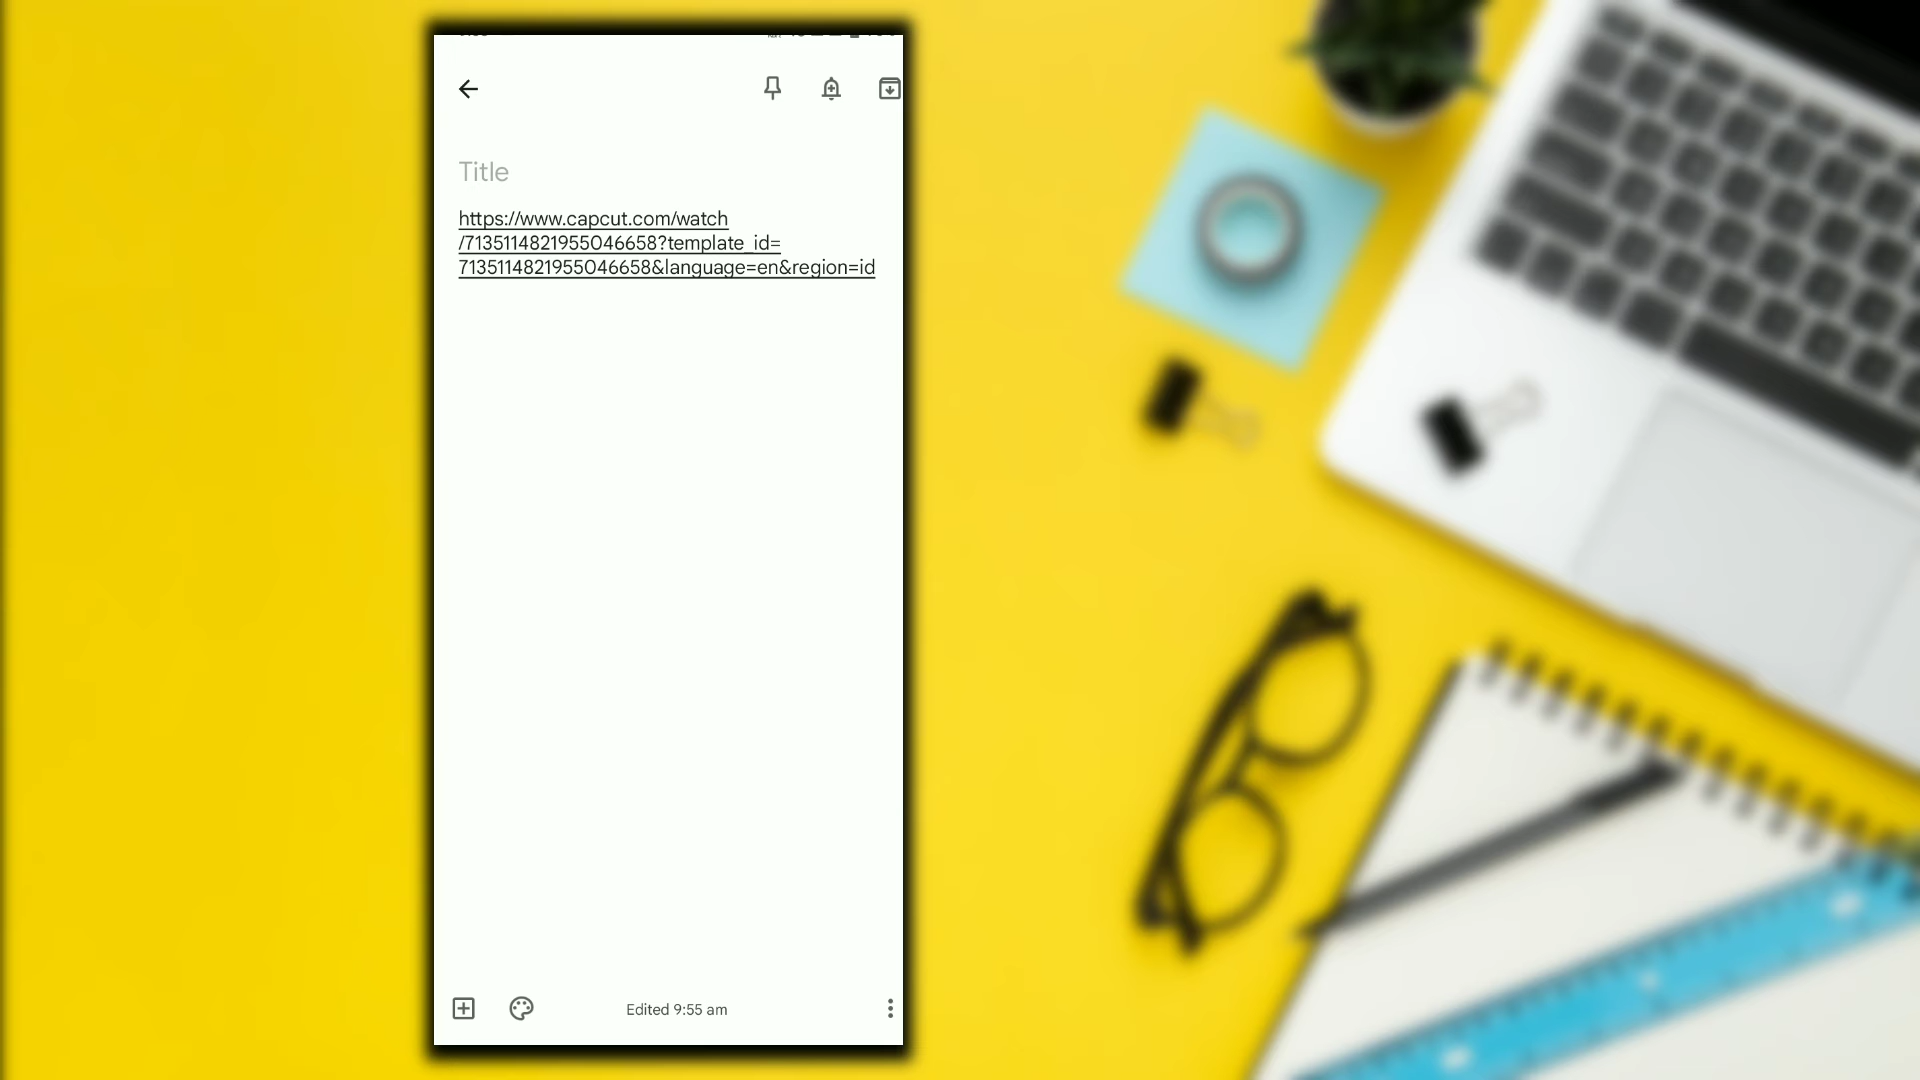 Title
https://www.capcut.com/watch
/7135114821955046658?template_id=
7135114821955046658&language=en&region=id
Edited 9:55 am